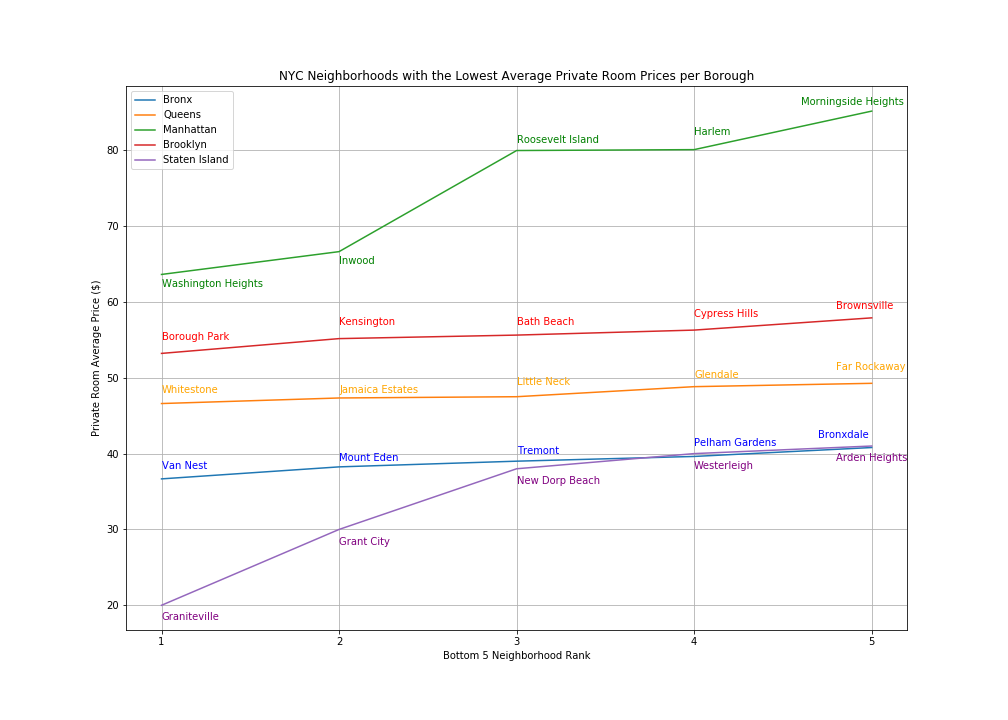 NYC Neighborhoods with the Lowest Average Private Room Prices per Borough
Bronx
Queens
Manhattan
Brooklyn
Staten Island
Morningside Heights
Harlem
Roosevelt Island
Inwood
Washington Heights
Brownsville
Cypress Hills
Bath Beach
Kensington
Borough Park
Far Rockaway
Glendale
Little Neck
Jamaica Estates
Whitestone
Bronxdale
Pelham Gardens
Tremont
Mount Eden
Van Nest
Arden Heights
Westerleigh
New Dorp Beach
Grant City
Graniteville
80
70
60
50
40
30
20
Private Room Average Price ($)
1 2 3 4 5
Bottom 5 Neighborhood Rank